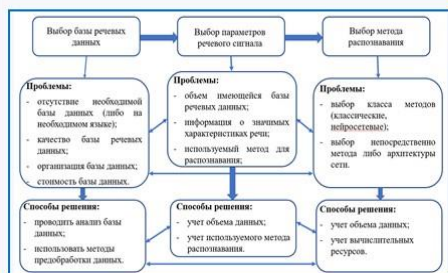 Выбор базы речевых
данных
Выбор параметров
речевого сигнала
Выбор метода
распознавания
Проблемы:
- отсутствие необходимой
базы данных (либо на
необходимом языке);
- качество базы речевых
данных;
- организация базы данных;
- стоимость базы данных.
Проблемы:
- объем имеющейся базы
речевых данных;
- информация о значимых
характеристиках речи;
- используемый метод для
распознавания;
Проблемы:
- выбор класса методов
(классические,
нейросетевые);
- выбор непосредственно
метода либо архитектуры
сети.
Способы решения:
- проводить анализ базы
данных;
- использовать методы
предобработки данных.
Способы решения:
- учет объема данных;
- учет используемого метода
распознавания.
Способы решения:
- учет объема данных;
- учет вычислительных
ресурсов.